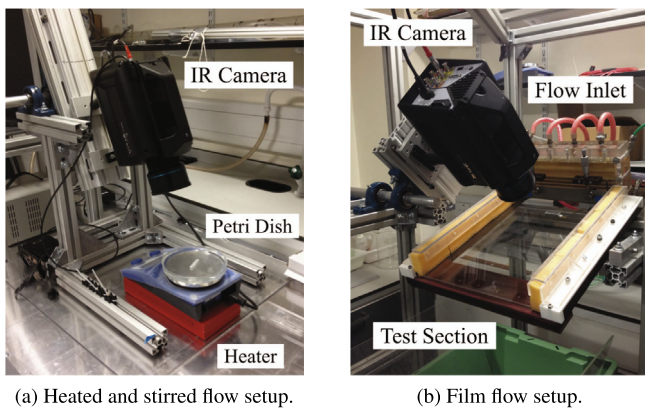 IR Camera
Petri Dish
Heater
(a) Heated and stirred flow setup.
IR Camera
Flow Inlet
Test Section
(b) Film flow setup.